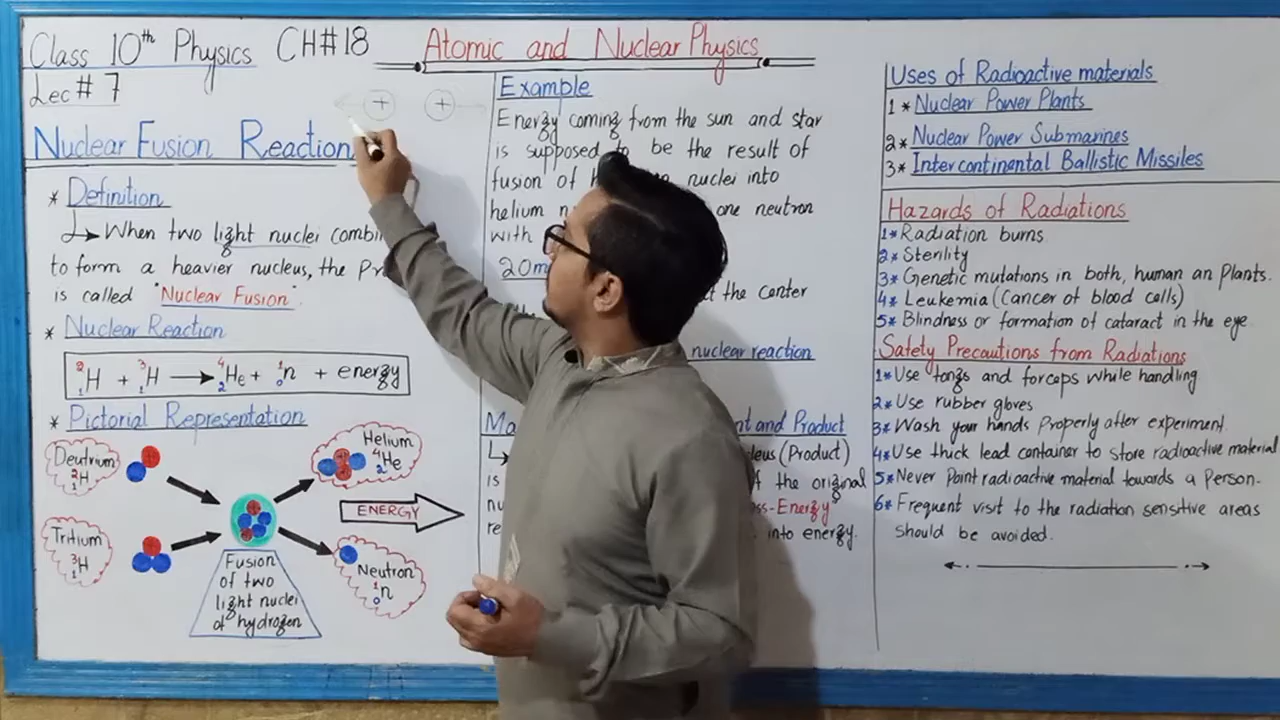 Class 10th Physics CH#18
Atomic and Nuclear Physics
Lec # 7
+ +
Nuclear Fusion Reaction
* Definition
When two light nuclei
to form a heavier nucleus, the
is called "Nuclear Fusion".
* Nuclear Reaction
²₁H + ³₁H → ⁴₂He + ¹₀n + energy
* Pictorial Representation
Deutrium
²₁H
Tritium
³₁H
Fusion
of two
light nuclei
of hydrogen
Helium
⁴₂He
ENERGY
Neutron
¹₀n
Example
Energy coming from the sun and star
is supposed to be the result of
fusion of nuclei into
helium one neutron
with
the center
nuclear reaction
and Product
(Product)
is of the original
Energy"
into energy.
Uses of Radioactive materials
1* Nuclear Power Plants
2* Nuclear Power Submarines
3* Intercontinental Ballistic Missiles
Hazards of Radiations
1* Radiation burns
2* Sterility
3* Genetic mutations in both, human an Plants.
4* Leukemia (Cancer of blood cells)
5* Blindness or formation of cataract in the eye
Safety Precautions from Radiations
1* Use tongs and forceps while handling
2* Use rubber gloves
3* Wash your hands Properly after experiment
4* Use thick lead container to store radioactive material
5* Never Point radioactive material towards a Person.
6* Frequent visit to the radiation sensitive areas
should be avoided.